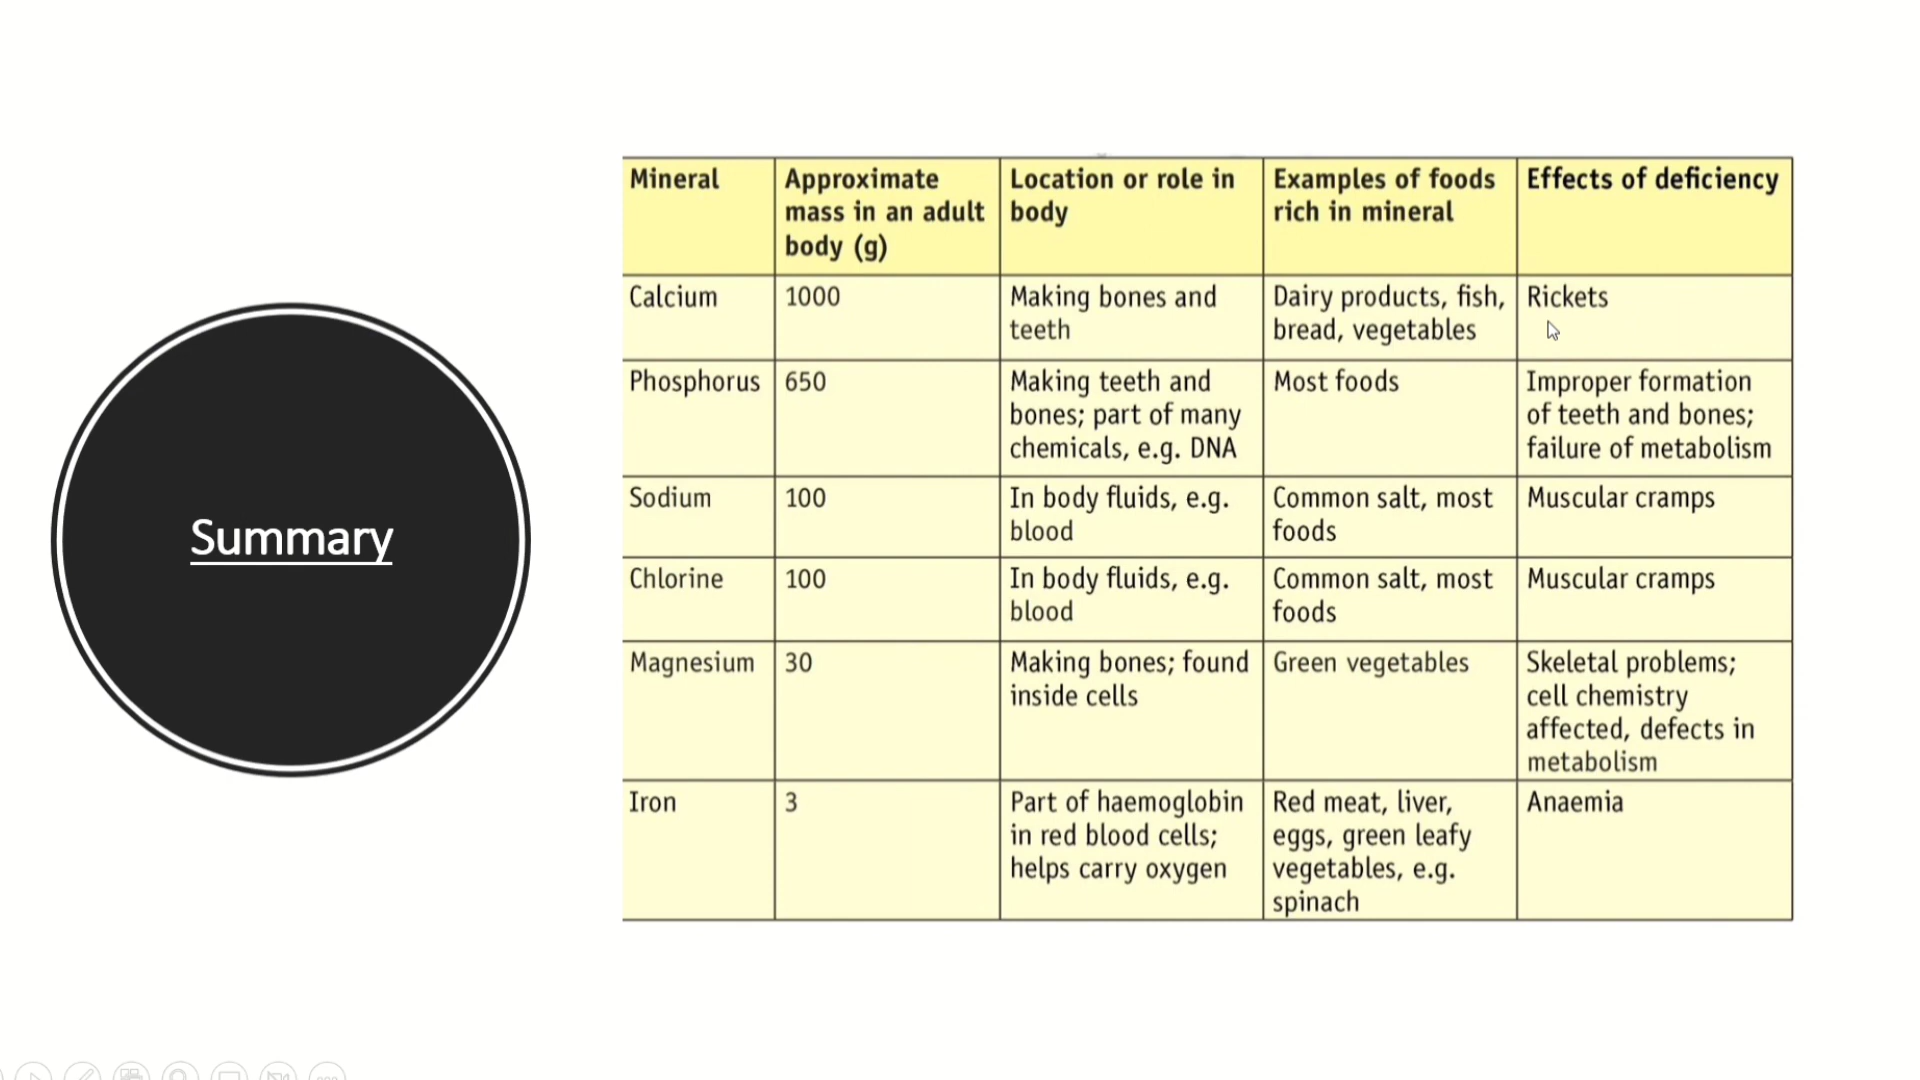 Summary
Mineral
Approximate
mass in an adult
body (g)
Location or role in
body
Examples of foods
rich in mineral
Effects of deficiency
Calcium
1000
Making bones and
teeth
Dairy products, fish,
bread, vegetables
Rickets
Phosphorus
650
Making teeth and
bones; part of many
chemicals, e.g. DNA
Most foods
Improper formation
of teeth and bones;
failure of metabolism
Sodium
100
In body fluids, e.g.
blood
Common salt, most
foods
Muscular cramps
Chlorine
100
In body fluids, e.g.
blood
Common salt, most
foods
Muscular cramps
Magnesium
30
Making bones; found
inside cells
Green vegetables
Skeletal problems;
cell chemistry
affected, defects in
metabolism
Iron
3
Part of haemoglobin
in red blood cells;
helps carry oxygen
Red meat, liver,
eggs, green leafy
vegetables, e.g.
spinach
Anaemia